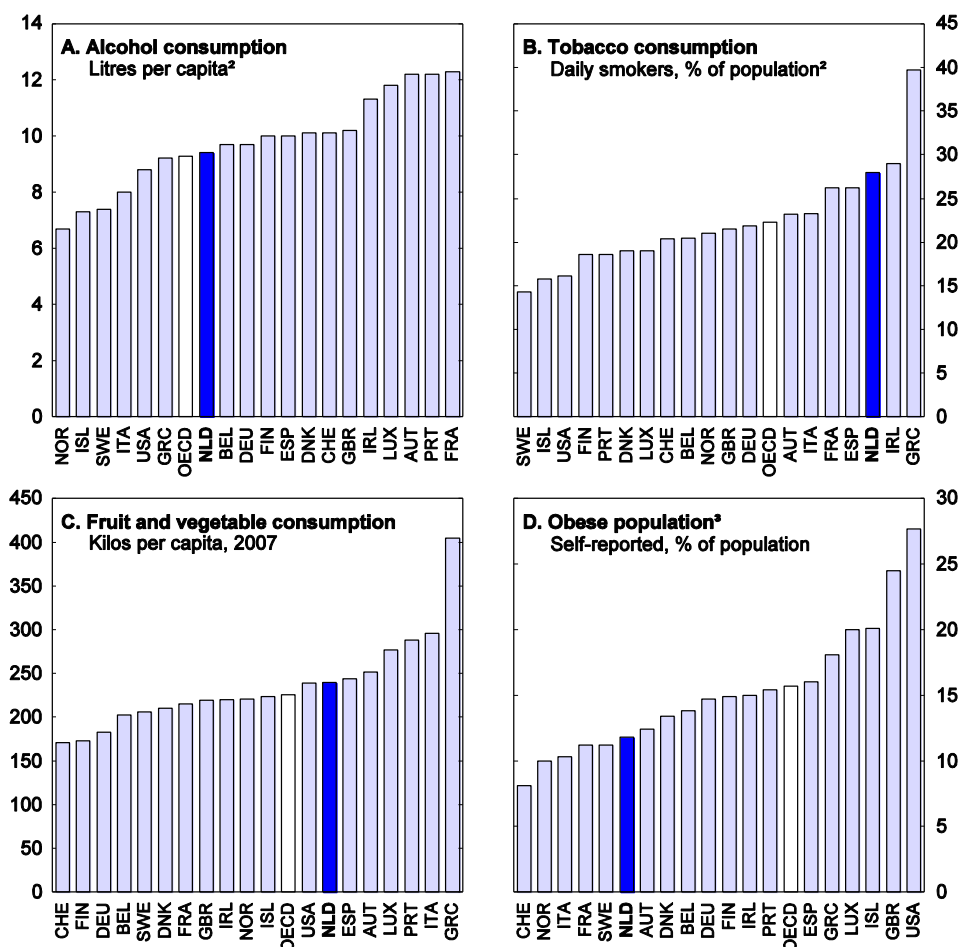 A. Alcohol consumption
Litres per capita²
14
12
10
8
6
4
2
0
NOR
ISL
SWE
ITA
USA
GRC
OECD
NLD
BEL
DEU
FIN
ESP
DNK
CHE
GBR
IRL
LUX
AUT
PRT
FRA
B. Tobacco consumption
Daily smokers, % of population²
45
40
35
30
25
20
15
10
5
0
SWE
ISL
USA
FIN
PRT
DNK
LUX
CHE
BEL
NOR
GBR
DEU
OECD
AUT
ITA
FRA
ESP
NLD
IRL
GRC
C. Fruit and vegetable consumption
Kilos per capita, 2007
450
400
350
300
250
200
150
100
50
0
CHE
FIN
DEU
BEL
SWE
DNK
FRA
GBR
IRL
NOR
ISL
OECD
USA
NLD
ESP
AUT
LUX
PRT
ITA
GRC
D. Obese population³
Self-reported, % of population
30
25
20
15
10
5
0
CHE
NOR
ITA
FRA
SWE
NLD
AUT
DNK
BEL
DEU
FIN
IRL
PRT
OECD
ESP
GRC
LUX
ISL
GBR
USA